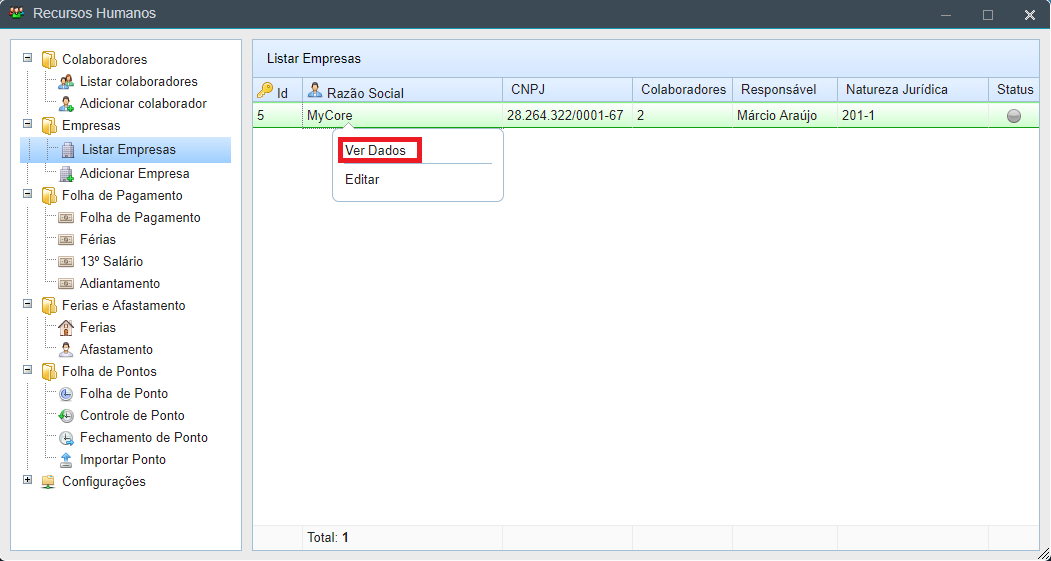 Recursos Humanos
Colaboradores
Listar colaboradores
Adicionar colaborador
Empresas
Listar Empresas
Adicionar Empresa
Folha de Pagamento
Folha de Pagamento
Férias
13º Salário
Adiantamento
Ferias e Afastamento
Ferias
Afastamento
Folha de Pontos
Folha de Ponto
Controle de Ponto
Fechamento de Ponto
Importar Ponto
Configurações
Listar Empresas
Id Razão Social CNPJ Colaboradores Responsável Natureza Jurídica Status
5 MyCore 28.264.322/0001-67 2 Márcio Araújo 201-1
Ver Dados
Editar
Total: 1